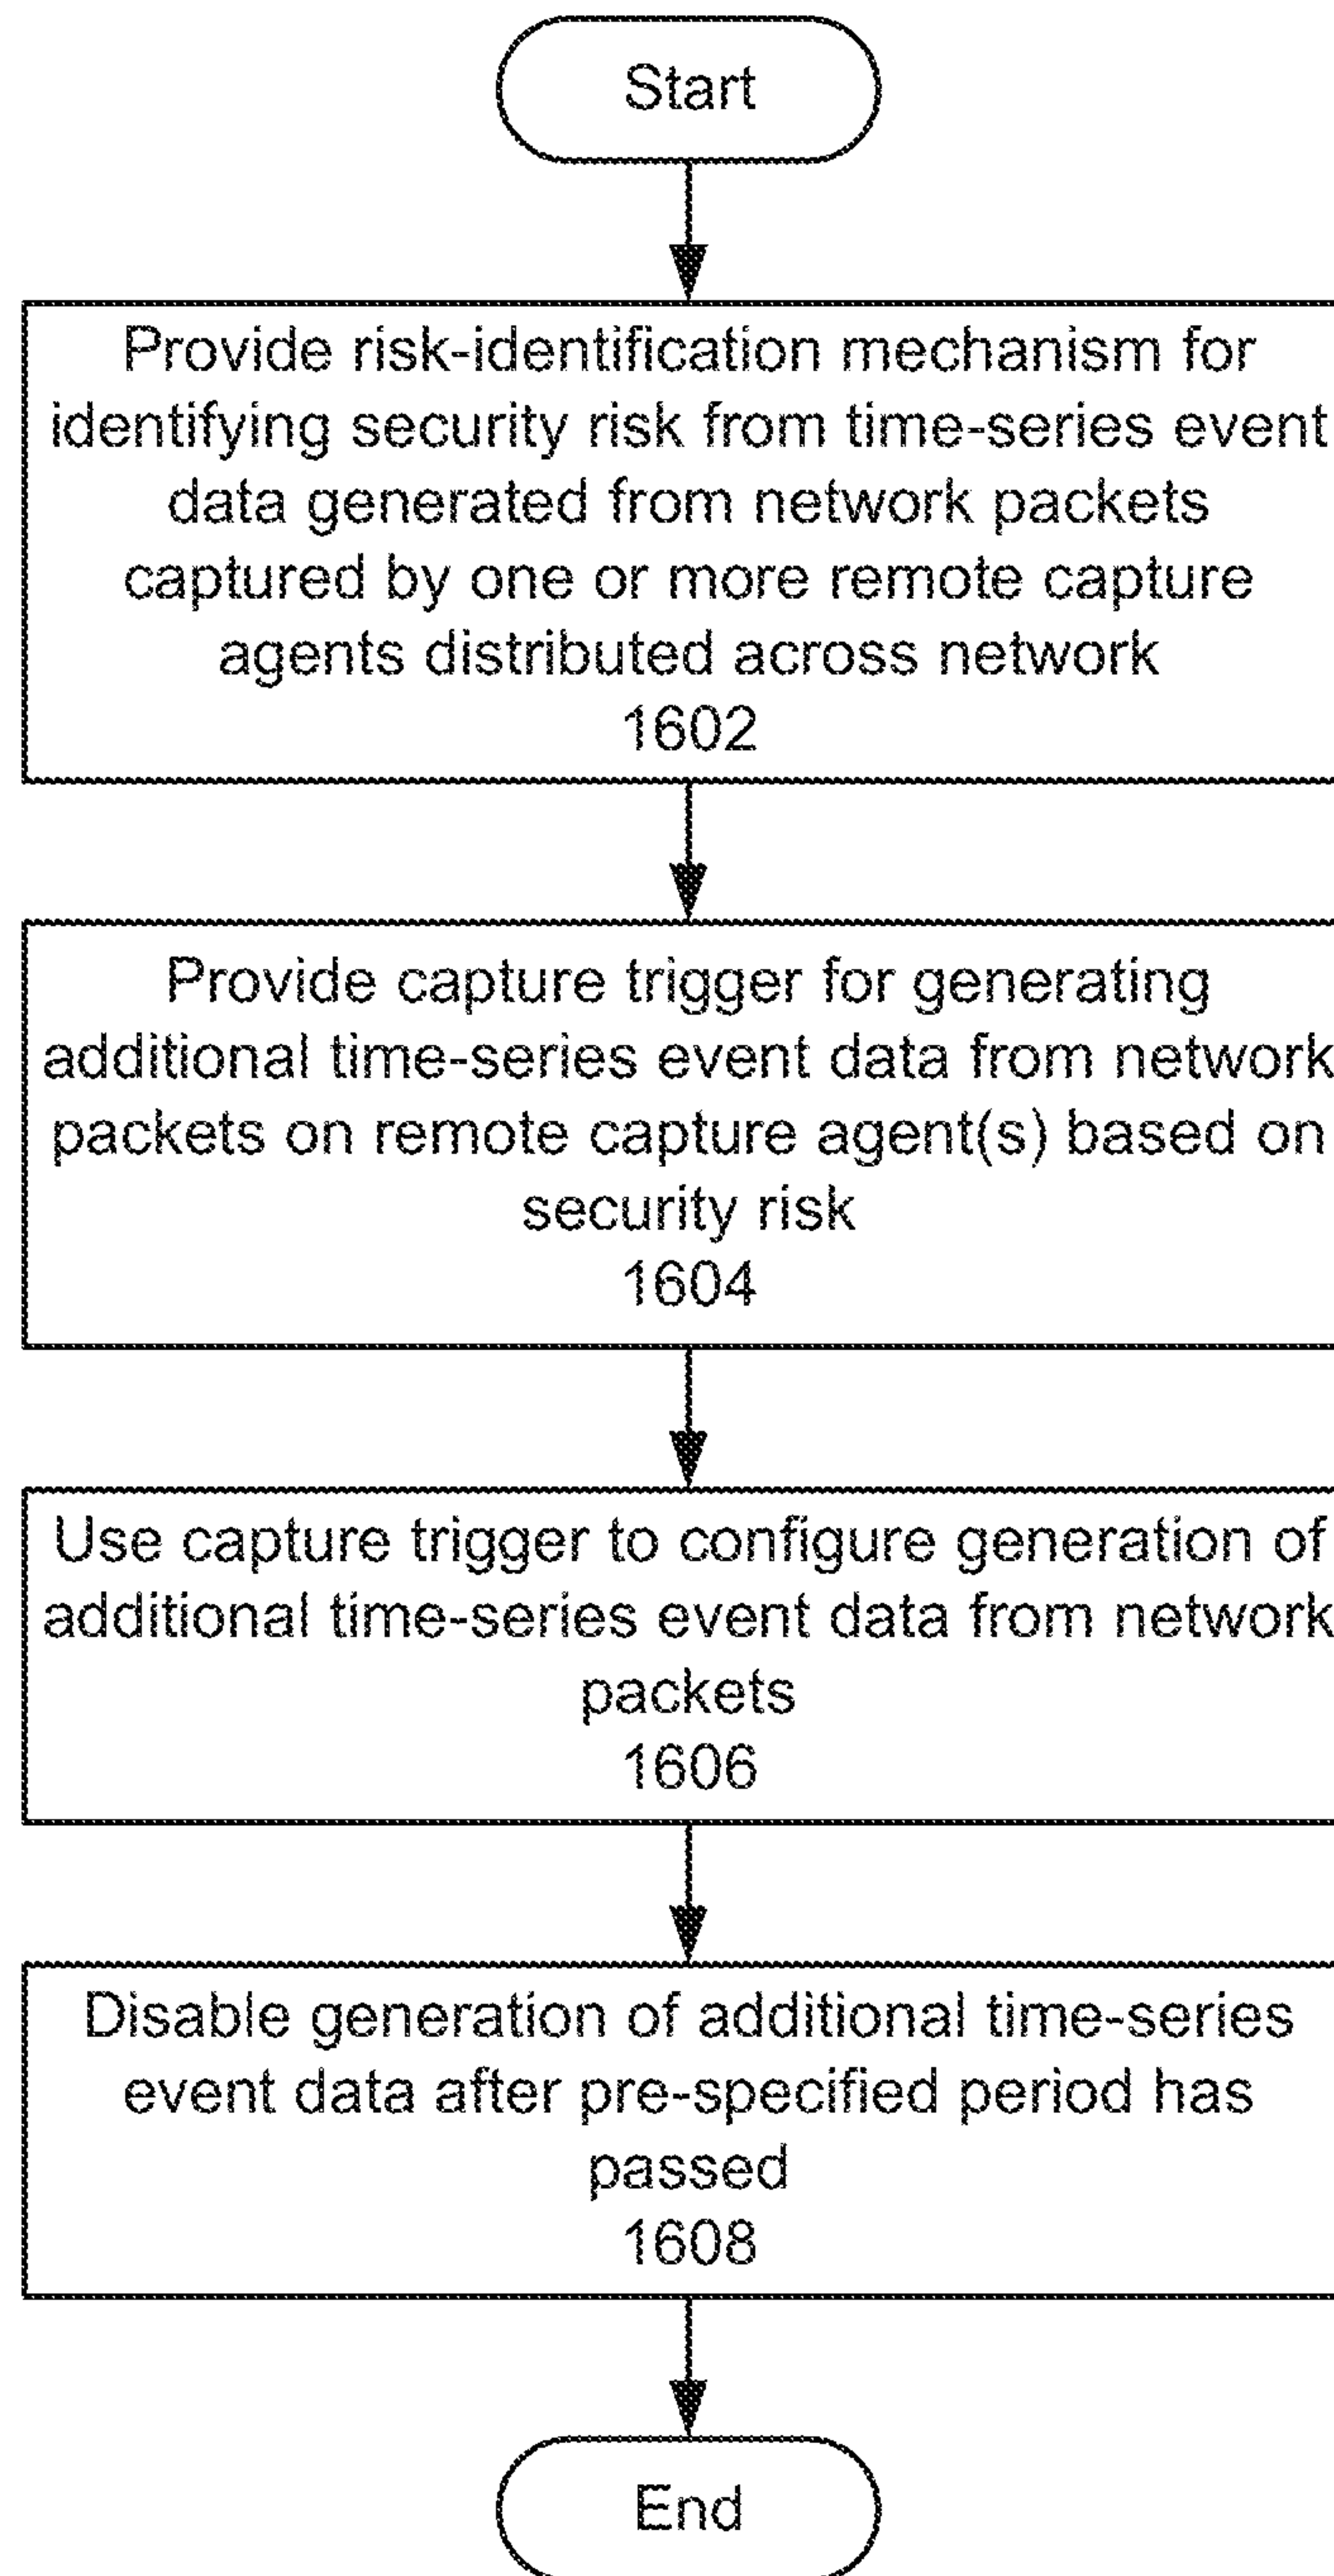 Start
Provide risk-identification mechanism for
identifying security risk from time-series event
data generated from network packets
captured by one or more remote capture
agents distributed across network
1602
Provide capture trigger for generating
additional time-series event data from network
packets on remote capture agent(s) based on
security risk
1604
Use capture trigger to configure generation of
additional time-series event data from network
packets
1606
Disable generation of additional time-series
event data after pre-specified period has
passed
1608
End